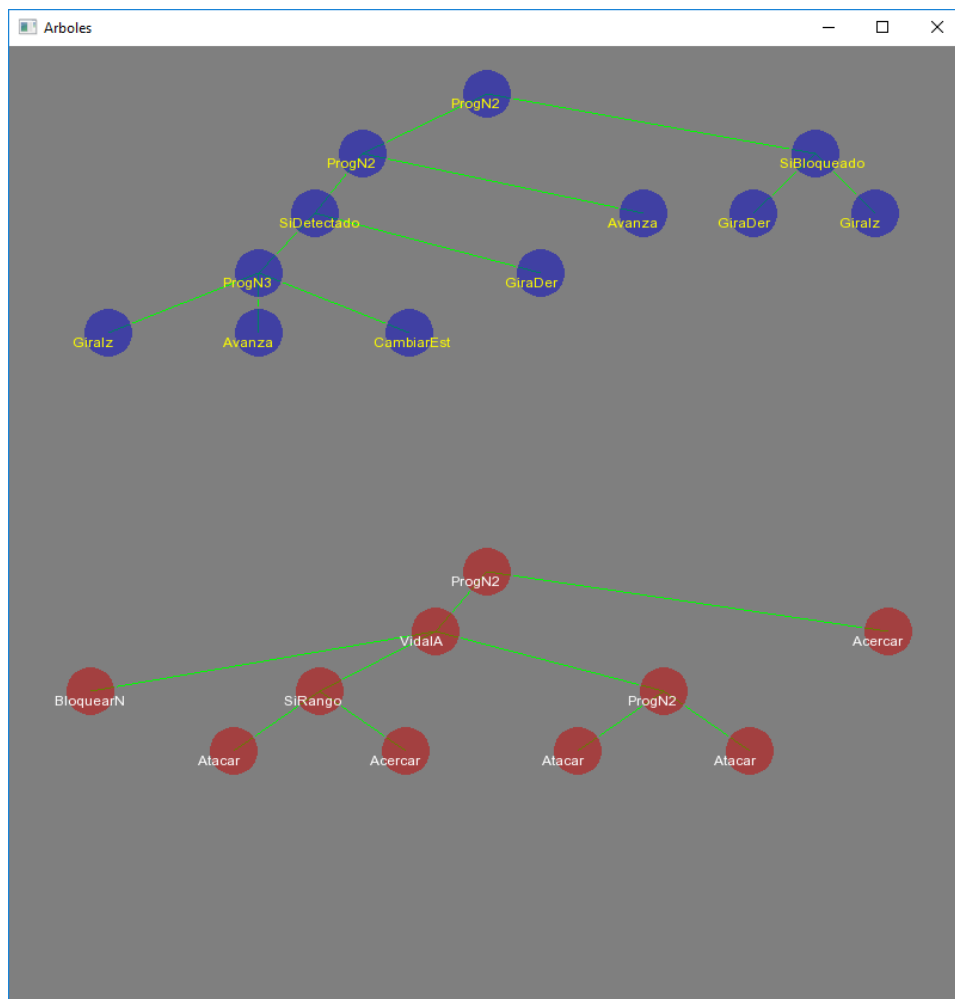 Arboles
ProgN2
ProgN2
SiBloqueado
SiDetectado
Avanza
GiraDer
GiraIz
ProgN3
GiraDer
GiraIz
Avanza
CambiarEst
ProgN2
VidaIA
Acercar
BloquearN
SiRango
ProgN2
Atacar
Acercar
Atacar
Atacar